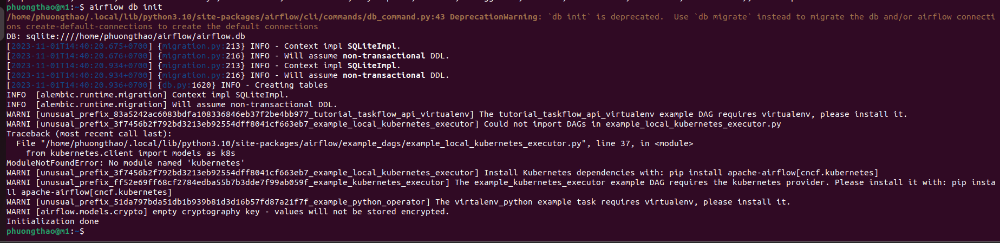 phuongthao@m1:~$ airflow db init
/home/phuongthao/.local/lib/python3.10/site-packages/airflow/cli/commands/db_command.py:43 DeprecationWarning: `db init` is deprecated.  Use `db migrate` instead to migrate the db and/or airflow connecti
ons create-default-connections to create the default connections
DB: sqlite:////home/phuongthao/airflow/airflow.db
[2023-11-01T14:40:20.675+0700] {migration.py:213} INFO - Context impl SQLiteImpl.
[2023-11-01T14:40:20.676+0700] {migration.py:216} INFO - Will assume non-transactional DDL.
[2023-11-01T14:40:20.934+0700] {migration.py:213} INFO - Context impl SQLiteImpl.
[2023-11-01T14:40:20.934+0700] {migration.py:216} INFO - Will assume non-transactional DDL.
[2023-11-01T14:40:20.936+0700] {db.py:1620} INFO - Creating tables
INFO  [alembic.runtime.migration] Context impl SQLiteImpl.
INFO  [alembic.runtime.migration] Will assume non-transactional DDL.
WARNI [unusual_prefix_83a5242ac6083bdfa108336846eb37f2be4bb977_tutorial_taskflow_api_virtualenv] The tutorial_taskflow_api_virtualenv example DAG requires virtualenv, please install it.
WARNI [unusual_prefix_3f7456b2f792bd3213eb92554dff8041cf663eb7_example_local_kubernetes_executor] Could not import DAGs in example_local_kubernetes_executor.py
Traceback (most recent call last):
  File "/home/phuongthao/.local/lib/python3.10/site-packages/airflow/example_dags/example_local_kubernetes_executor.py", line 37, in <module>
    from kubernetes.client import models as k8s
ModuleNotFoundError: No module named 'kubernetes'
WARNI [unusual_prefix_3f7456b2f792bd3213eb92554dff8041cf663eb7_example_local_kubernetes_executor] Install Kubernetes dependencies with: pip install apache-airflow[cncf.kubernetes]
WARNI [unusual_prefix_ff52e69ff68cf2784edba55b7b3dde7f99ab059f_example_kubernetes_executor] The example_kubernetes_executor example DAG requires the kubernetes provider. Please install it with: pip insta
ll apache-airflow[cncf.kubernetes]
WARNI [unusual_prefix_51da797bda51db1b939b81d3d16b57fd87a21f7f_example_python_operator] The virtalenv_python example task requires virtualenv, please install it.
WARNI [airflow.models.crypto] empty cryptography key - values will not be stored encrypted.
Initialization done
phuongthao@m1:~$